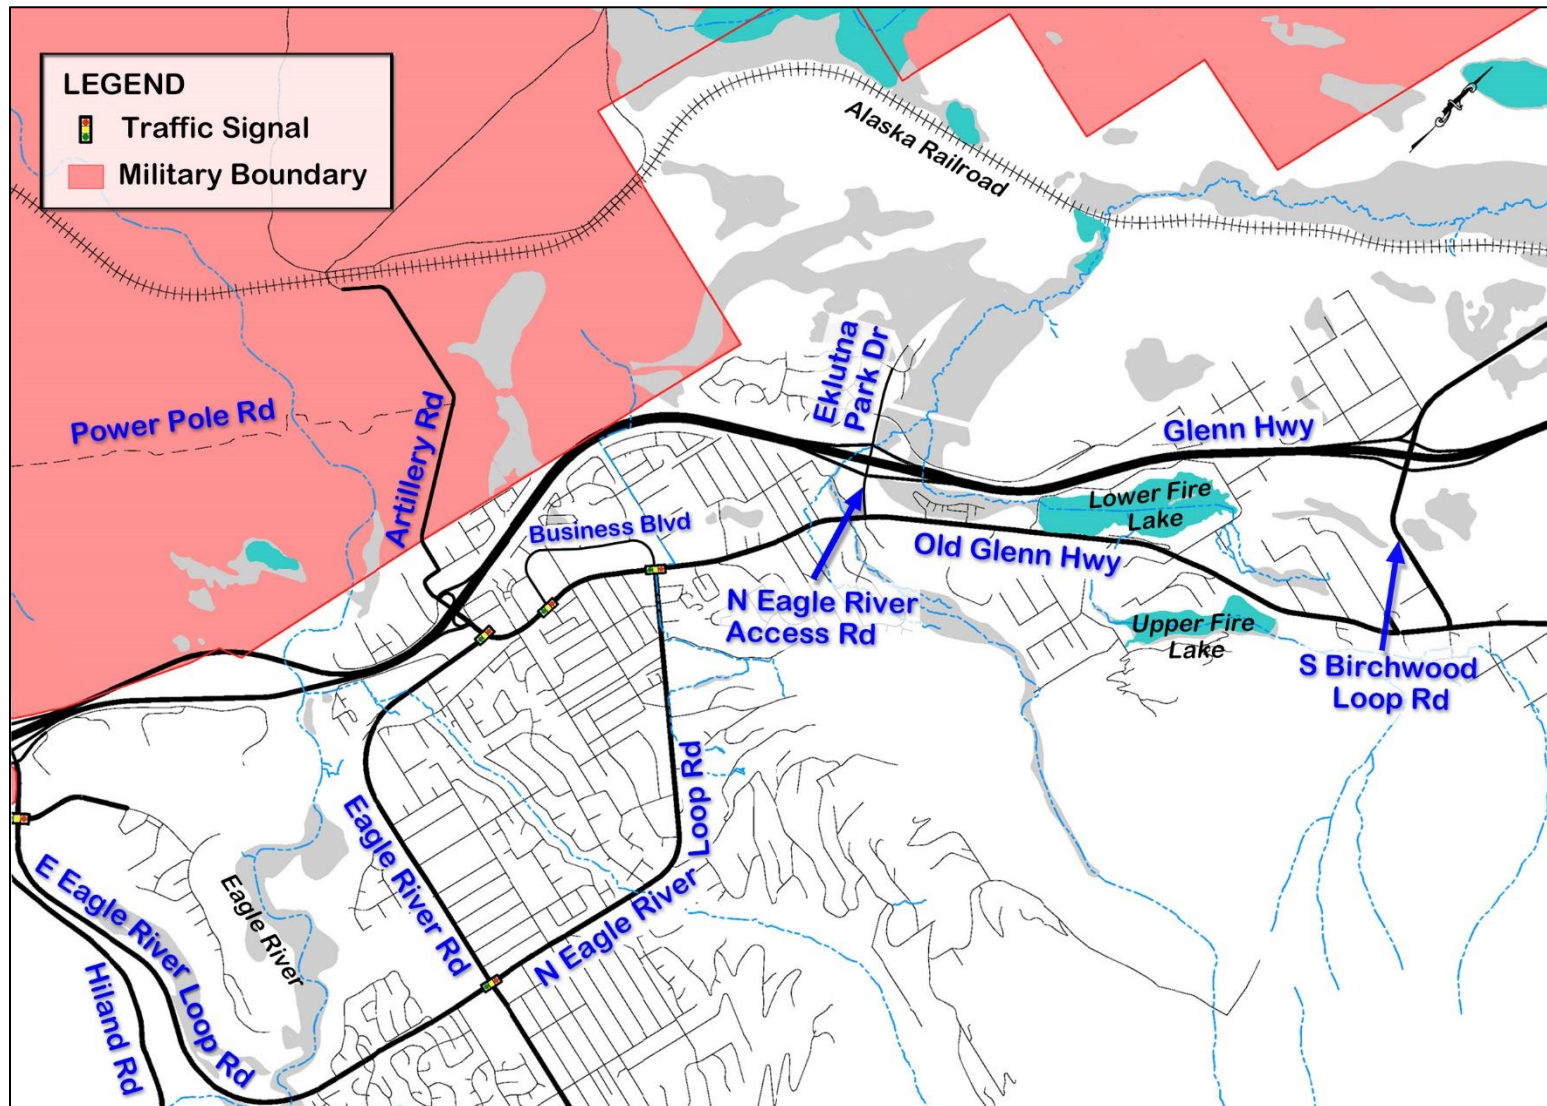 LEGEND
Traffic Signal
Military Boundary
Alaska Railroad
N
Power Pole Rd
Artillery Rd
Eklutna
Park Dr
Glenn Hwy
Business Blvd
Lower Fire
Lake
Old Glenn Hwy
N Eagle River
Access Rd
Upper Fire
Lake
S Birchwood
Loop Rd
Eagle River Rd
N Eagle River Loop Rd
E Eagle River Loop Rd
Eagle River
Hiland Rd